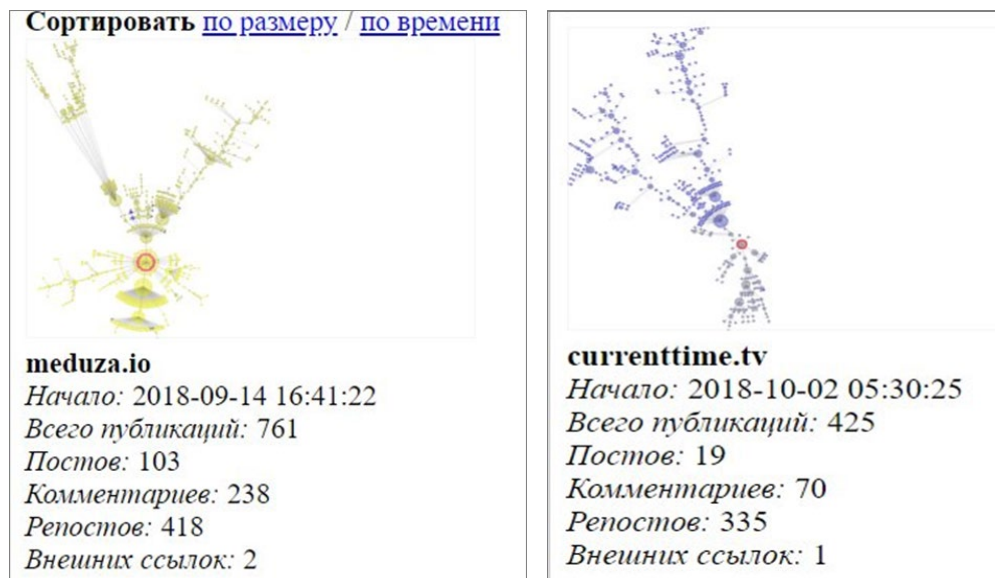 Сортировать по размеру / по времени
meduza.io
Начало: 2018-09-14 16:41:22
Всего публикаций: 761
Постов: 103
Комментариев: 238
Репостов: 418
Внешних ссылок: 2
currenttime.tv
Начало: 2018-10-02 05:30:25
Всего публикаций: 425
Постов: 19
Комментариев: 70
Репостов: 335
Внешних ссылок: 1